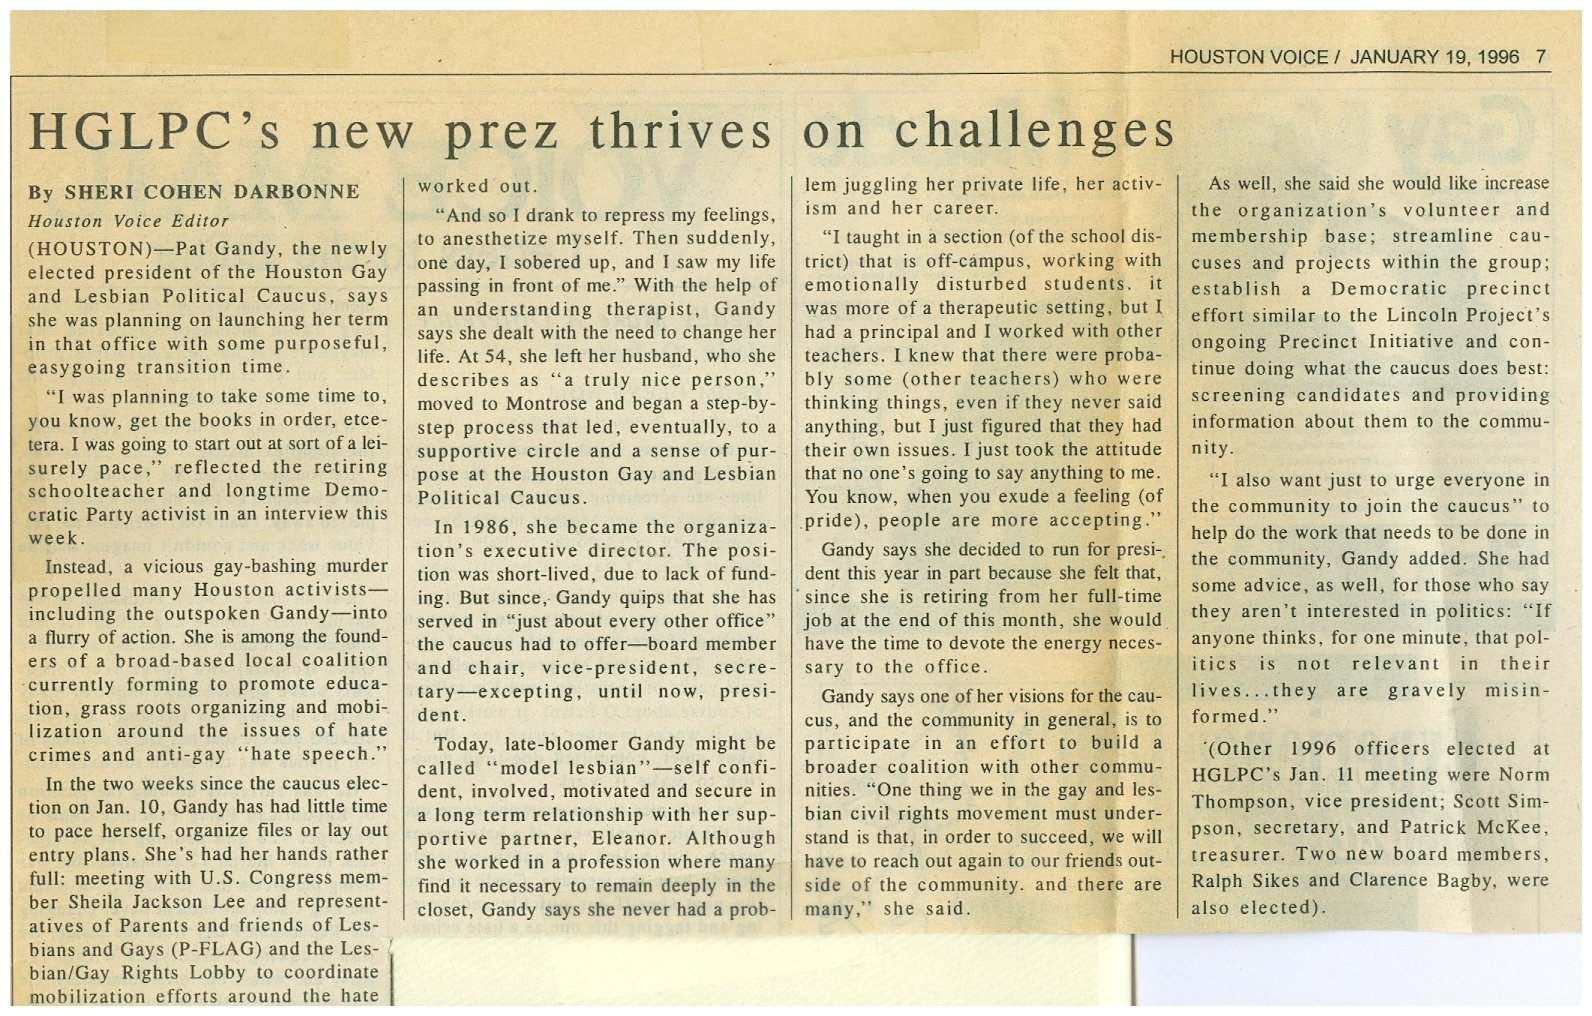 HOUSTON VOICE / JANUARY 19, 1996 7
HGLPC's new prez thrives on challenges
By SHERI COHEN DARBONNE
Houston Voice Editor
(HOUSTON)—Pat Gandy, the newly
elected president of the Houston Gay
and Lesbian Political Caucus, says
she was planning on launching her term
in that office with some purposeful,
easygoing transition time.
"I was planning to take some time to,
you know, get the books in order, etce-
tera. I was going to start out at sort of a lei-
surely pace," reflected the retiring
schoolteacher and longtime Demo-
cratic Party activist in an interview this
week.
Instead, a vicious gay-bashing murder
propelled many Houston activists—
including the outspoken Gandy—into
a flurry of action. She is among the found-
ers of a broad-based local coalition
currently forming to promote educa-
tion, grass roots organizing and mobi-
lization around the issues of hate
crimes and anti-gay "hate speech."
In the two weeks since the caucus elec-
tion on Jan. 10, Gandy has had little time
to pace herself, organize files or lay out
entry plans. She's had her hands rather
full: meeting with U.S. Congress mem-
ber Sheila Jackson Lee and represent-
atives of Parents and friends of Les-
bians and Gays (P-FLAG) and the Les-
bian/Gay Rights Lobby to coordinate
mobilization efforts around the hate
worked out.
"And so I drank to repress my feelings,
to anesthetize myself. Then suddenly,
one day, I sobered up, and I saw my life
passing in front of me." With the help of
an understanding therapist, Gandy
says she dealt with the need to change her
life. At 54, she left her husband, who she
describes as "a truly nice person,"
moved to Montrose and began a step-by-
step process that led, eventually, to a
supportive circle and a sense of pur-
pose at the Houston Gay and Lesbian
Political Caucus.
In 1986, she became the organiza-
tion's executive director. The posi-
tion was short-lived, due to lack of fund-
ing. But since, Gandy quips that she has
served in "just about every other office"
the caucus had to offer—board member
and chair, vice-president, secre-
tary—excepting, until now, presi-
dent.
Today, late-bloomer Gandy might be
called "model lesbian"—self confi-
dent, involved, motivated and secure in
a long term relationship with her sup-
portive partner, Eleanor. Although
she worked in a profession where many
find it necessary to remain deeply in the
closet, Gandy says she never had a prob-
lem juggling her private life, her activ-
ism and her career.
"I taught in a section (of the school dis-
trict) that is off-campus, working with
emotionally disturbed students. it
was more of a therapeutic setting, but I
had a principal and I worked with other
teachers. I knew that there were proba-
bly some (other teachers) who were
thinking things, even if they never said
anything, but I just figured that they had
their own issues. I just took the attitude
that no one's going to say anything to me.
You know, when you exude a feeling (of
pride), people are more accepting."
Gandy says she decided to run for presi-
dent this year in part because she felt that,
since she is retiring from her full-time
job at the end of this month, she would
have the time to devote the energy neces-
sary to the office.
Gandy says one of her visions for the cau-
cus, and the community in general, is to
participate in an effort to build a
broader coalition with other commu-
nities. "One thing we in the gay and les-
bian civil rights movement must under-
stand is that, in order to succeed, we will
have to reach out again to our friends out-
side of the community. and there are
many," she said.
As well, she said she would like increase
the organization's volunteer and
membership base; streamline cau-
cuses and projects within the group;
establish a Democratic precinct
effort similar to the Lincoln Project's
ongoing Precinct Initiative and con-
tinue doing what the caucus does best:
screening candidates and providing
information about them to the commu-
nity.
"I also want just to urge everyone in
the community to join the caucus" to
help do the work that needs to be done in
the community, Gandy added. She had
some advice, as well, for those who say
they aren't interested in politics: "If
anyone thinks, for one minute, that pol-
itics is not relevant in their
lives...they are gravely misin-
formed."
(Other 1996 officers elected at
HGLPC's Jan. 11 meeting were Norm
Thompson, vice president; Scott Sim-
pson, secretary, and Patrick McKee,
treasurer. Two new board members,
Ralph Sikes and Clarence Bagby, were
also elected).